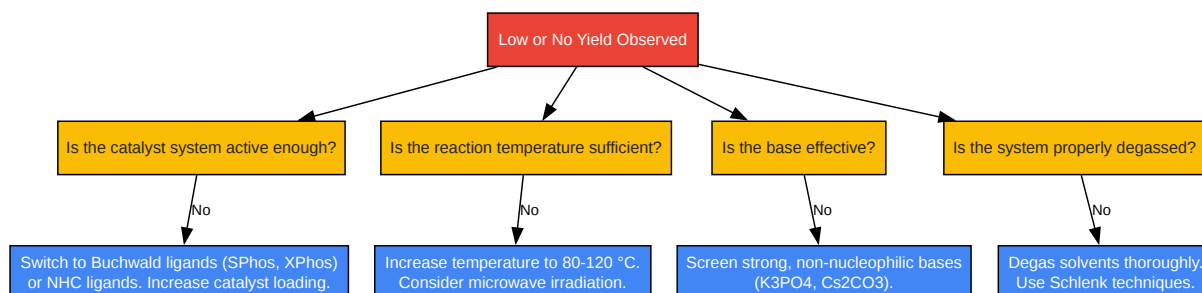 Low or No Yield Observed
Is the catalyst system active enough?
Is the reaction temperature sufficient?
Is the base effective?
Is the system properly degassed?
No
No
No
No
Switch to Buchwald ligands (SPhos, XPhos)
or NHC ligands. Increase catalyst loading.
Increase temperature to 80-120 °C.
Consider microwave irradiation.
Screen strong, non-nucleophilic bases
(K3PO4, Cs2CO3).
Degas solvents thoroughly.
Use Schlenk techniques.